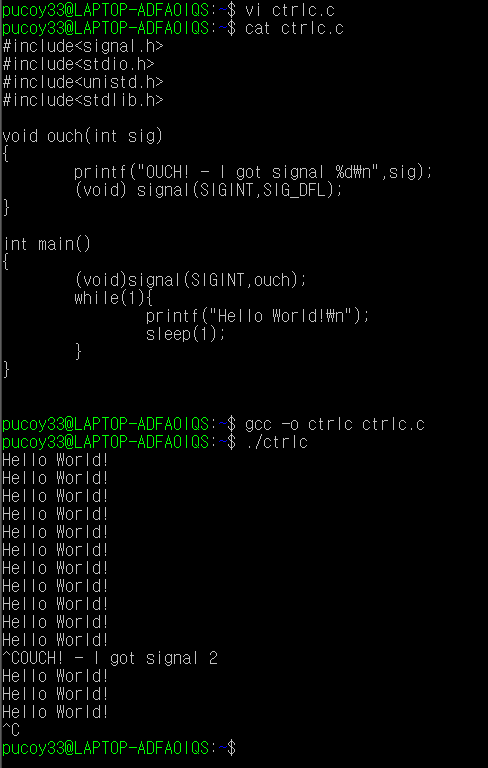 pucoy33@LAPTOP-ADFAOIQS:~$ vi ctrlc.c
pucoy33@LAPTOP-ADFAOIQS:~$ cat ctrlc.c
#include<signal.h>
#include<stdio.h>
#include<unistd.h>
#include<stdlib.h>

void ouch(int sig)
{
        printf("OUCH! - I got signal %d₩n",sig);
        (void) signal(SIGINT,SIG_DFL);
}

int main()
{
        (void)signal(SIGINT,ouch);
        while(1){
                printf("Hello World!₩n");
                sleep(1);
        }
}

pucoy33@LAPTOP-ADFAOIQS:~$ gcc -o ctrlc ctrlc.c
pucoy33@LAPTOP-ADFAOIQS:~$ ./ctrlc
Hello World!
Hello World!
Hello World!
Hello World!
Hello World!
Hello World!
Hello World!
Hello World!
Hello World!
Hello World!
Hello World!
^COUCH! - I got signal 2
Hello World!
Hello World!
Hello World!
^C
pucoy33@LAPTOP-ADFAOIQS:~$